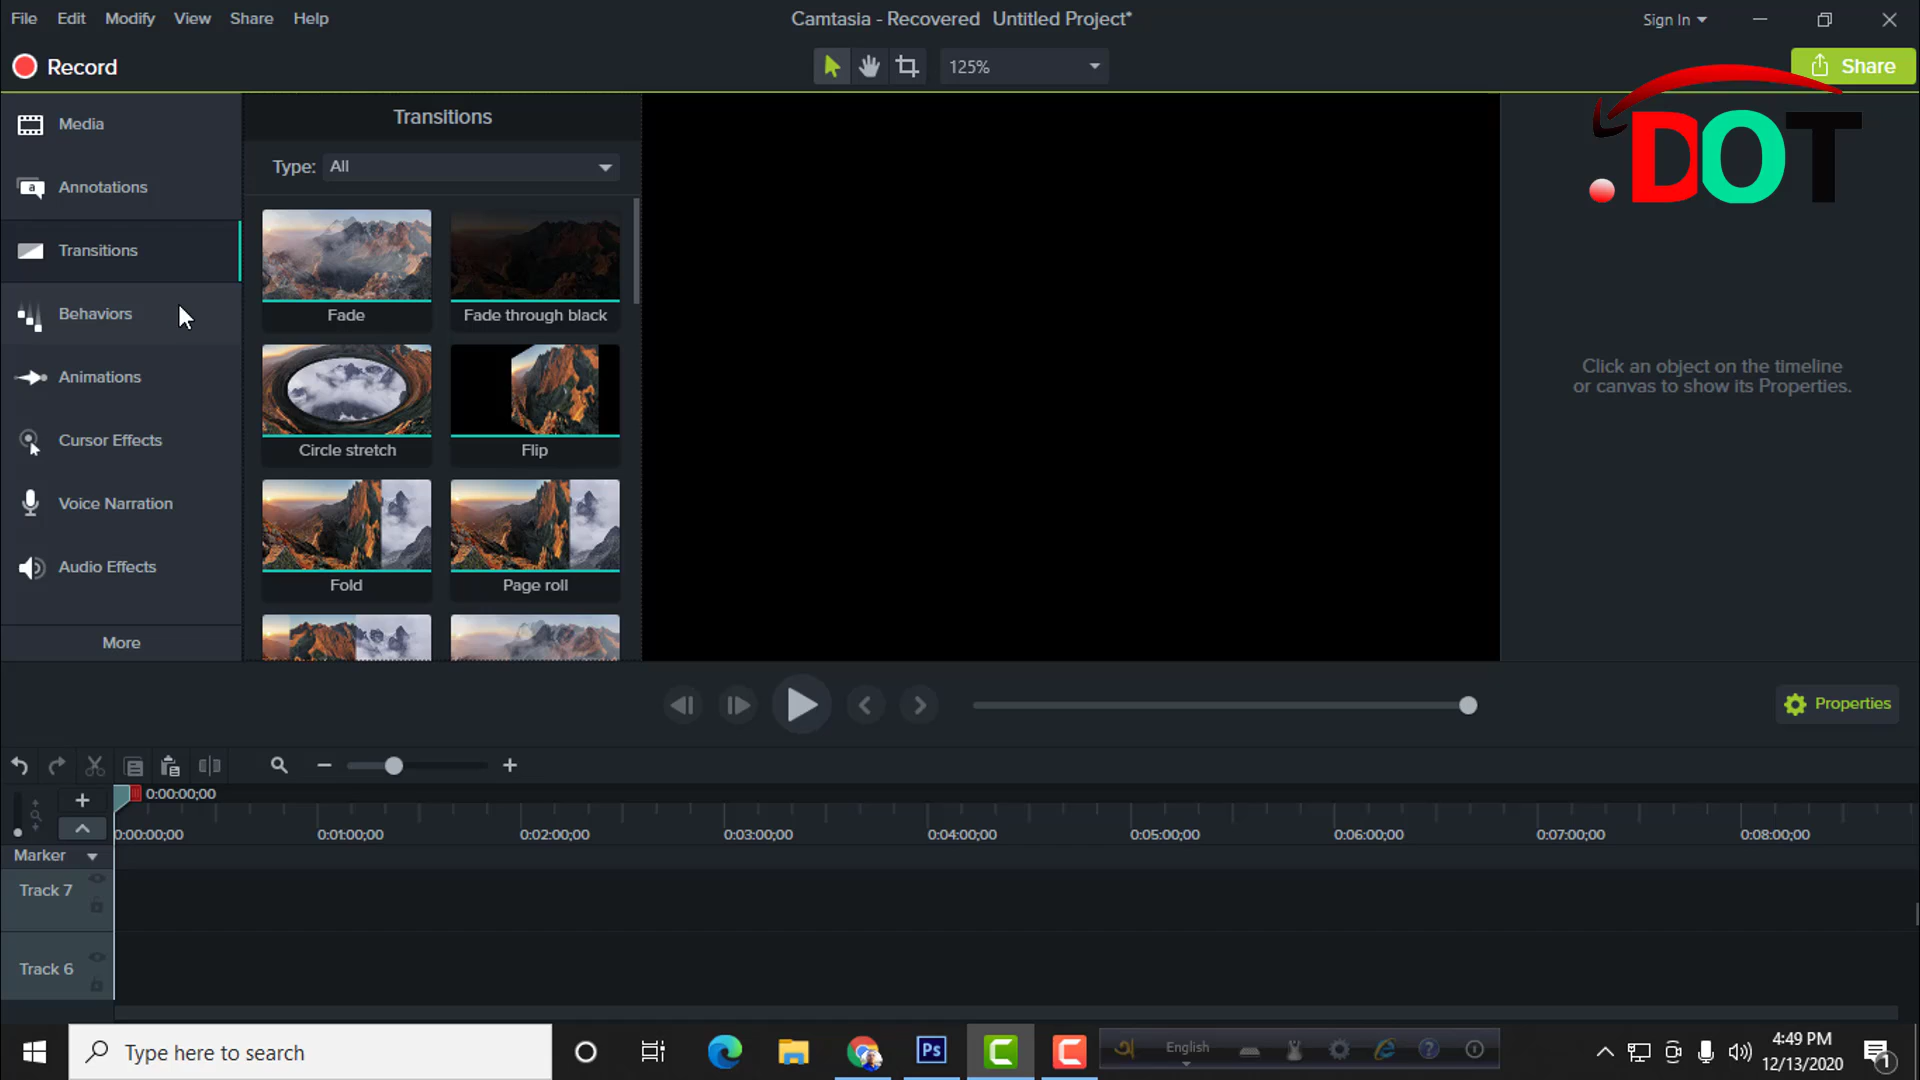 File Edit Modify View Share Help
Camtasia - Recovered Untitled Project*
Sign In
Record
125%
Share
.DOT
Media
Annotations
Transitions
Behaviors
Animations
Cursor Effects
Voice Narration
Audio Effects
More
Transitions
Type: All
Fade
Fade through black
Circle stretch
Flip
Fold
Page roll
Click an object on the timeline
or canvas to show its Properties.
Properties
0:00:00;00
0:00:00;00 0:01:00;00 0:02:00;00 0:03:00;00 0:04:00;00 0:05:00;00 0:06:00;00 0:07:00;00 0:08:00;00
Marker
Track 7
Track 6
Type here to search
Ps
English
4:49 PM
12/13/2020
1